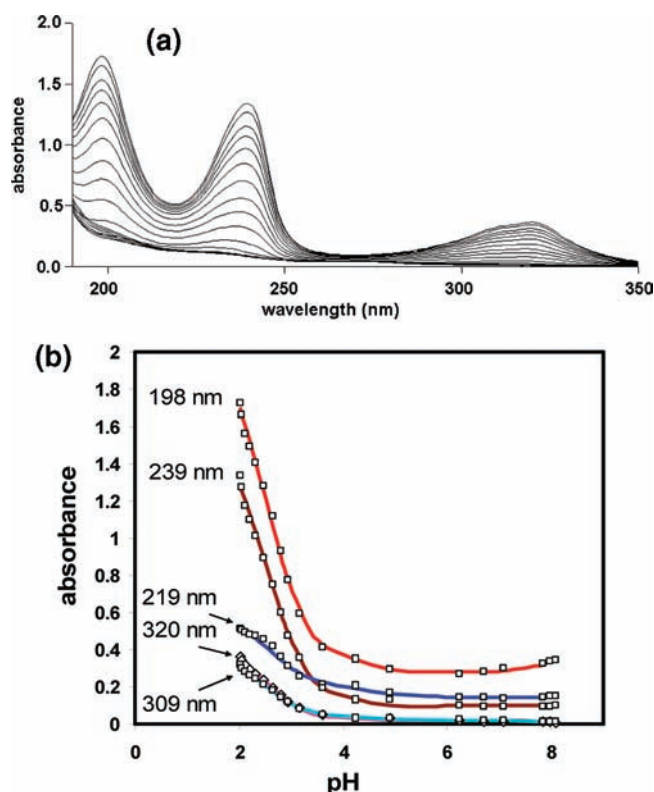 (a)
2.0
1.5
1.0
0.5
0.0
absorbance
200 250 300 350
wavelength (nm)
(b)
2
1.8
1.6
1.4
1.2
1
0.8
0.6
0.4
0.2
0
absorbance
198 nm
239 nm
219 nm
320 nm
309 nm
0 2 4 6 8
pH